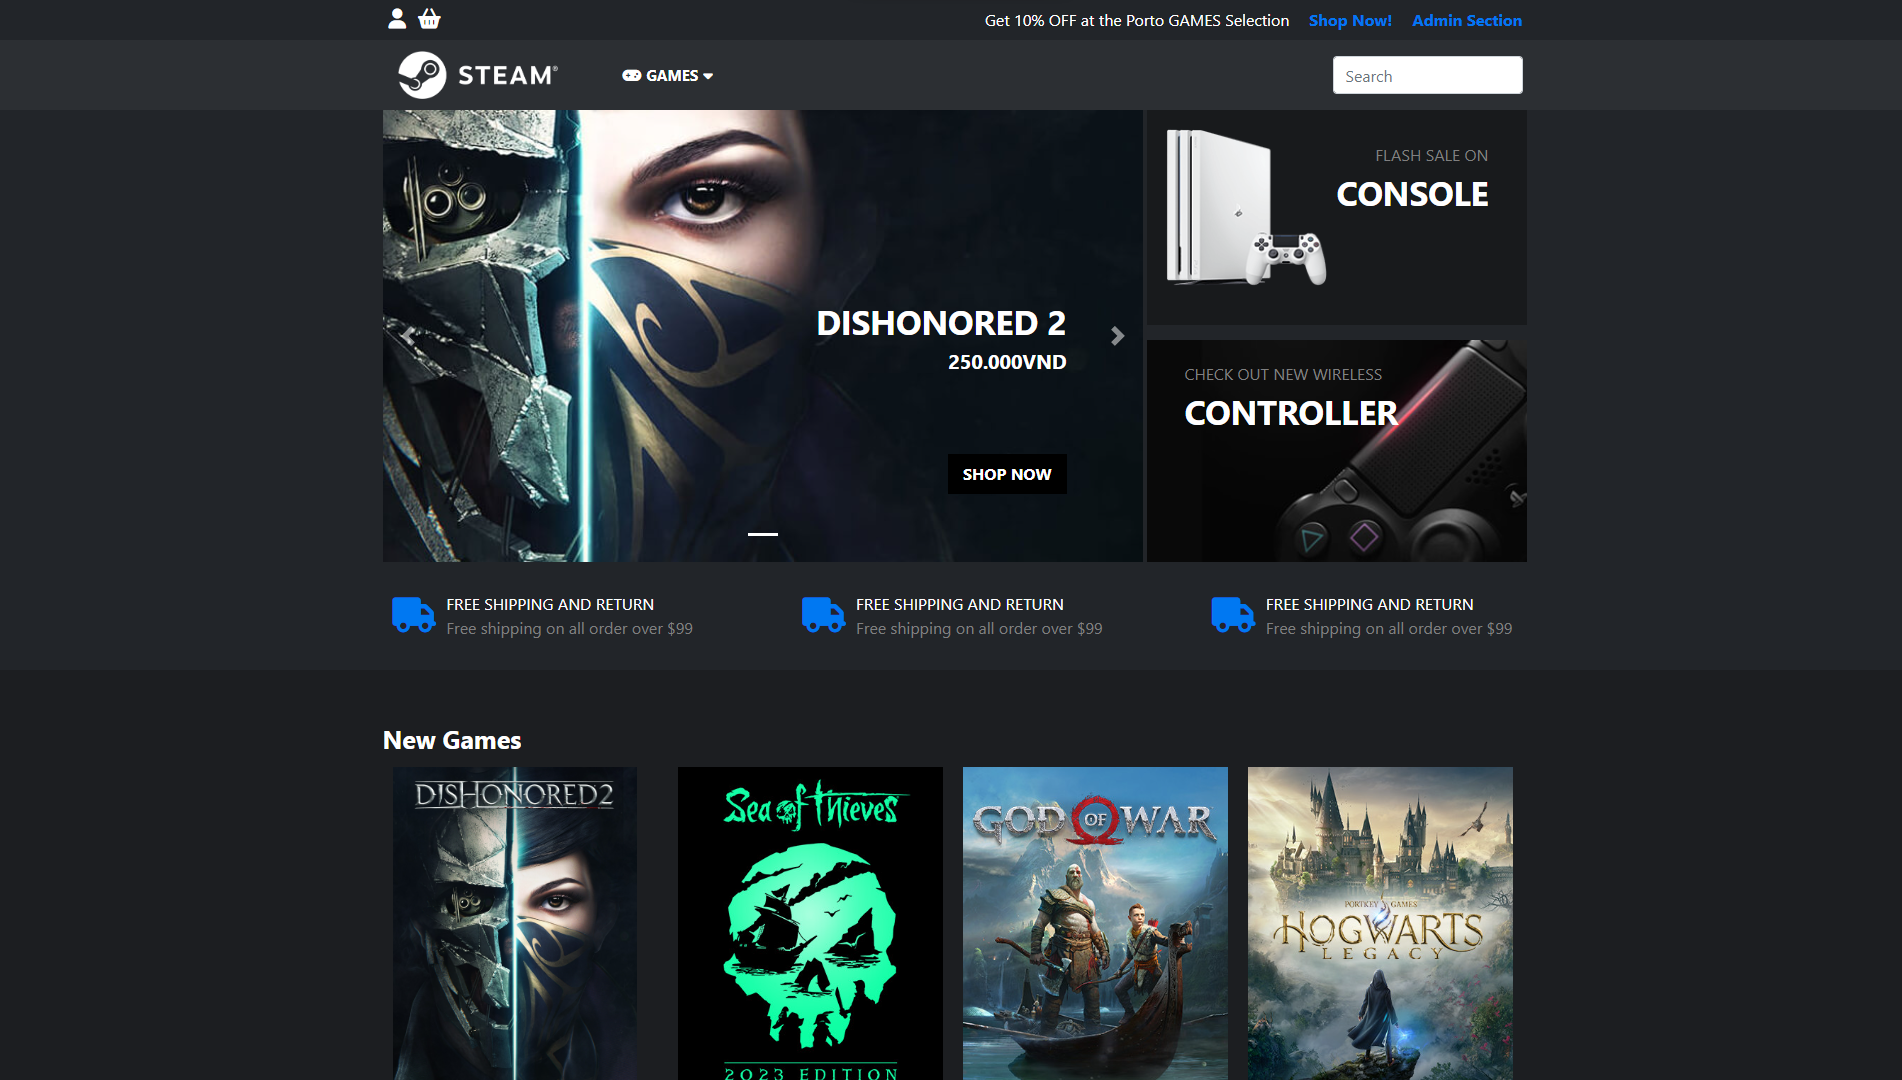 Get 10% OFF at the Porto GAMES Selection Shop Now! Admin Section
STEAM®
GAMES
Search
DISHONORED 2
250.000VND
SHOP NOW
FLASH SALE ON
CONSOLE
CHECK OUT NEW WIRELESS
CONTROLLER
FREE SHIPPING AND RETURN
Free shipping on all order over $99
FREE SHIPPING AND RETURN
Free shipping on all order over $99
FREE SHIPPING AND RETURN
Free shipping on all order over $99
New Games
DISHONORED2
Sea of Thieves
2023 EDITION
GOD OF WAR
PORTKEY GAMES
HOGWARTS
LEGACY